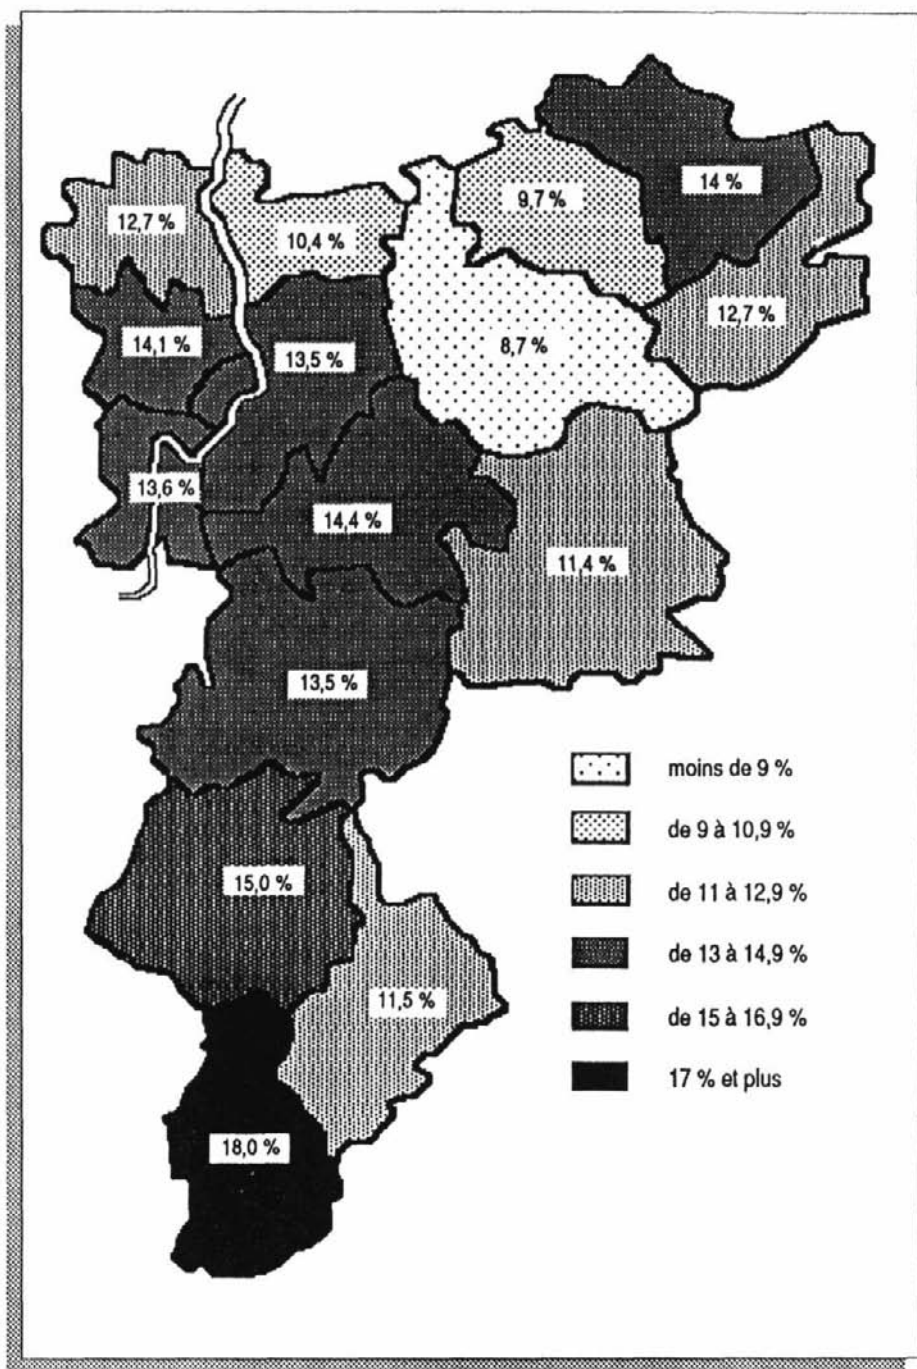 14 %
9,7 %
12,7 %
10,4 %
12,7 %
14,1 %
13,5 %
8,7 %
13,6 %
14,4 %
11,4 %
13,5 %
moins de 9 %
de 9 à 10,9 %
15,0 %
de 11 à 12,9 %
de 13 à 14,9 %
11,5 %
de 15 à 16,9 %
17 % et plus
18,0 %